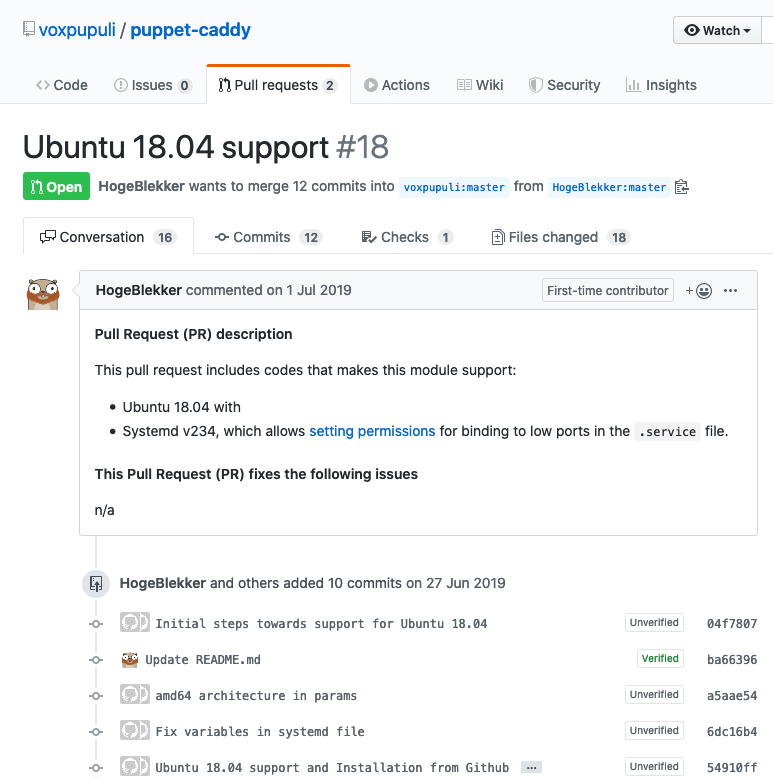 voxpupuli / puppet-caddy
Watch
Code Issues 0 Pull requests 2 Actions Wiki Security Insights
Ubuntu 18.04 support #18
Open HogeBlekker wants to merge 12 commits into voxpupuli:master from HogeBlekker:master
Conversation 16 Commits 12 Checks 1 Files changed 18
HogeBlekker commented on 1 Jul 2019 First-time contributor + ...
Pull Request (PR) description
This pull request includes codes that makes this module support:
• Ubuntu 18.04 with
• Systemd v234, which allows setting permissions for binding to low ports in the .service file.
This Pull Request (PR) fixes the following issues
n/a
HogeBlekker and others added 10 commits on 27 Jun 2019
Initial steps towards support for Ubuntu 18.04 Unverified 04f7807
Update README.md Verified ba66396
amd64 architecture in params Unverified a5aae54
Fix variables in systemd file Unverified 6dc16b4
Ubuntu 18.04 support and Installation from Github ... Unverified 54910ff